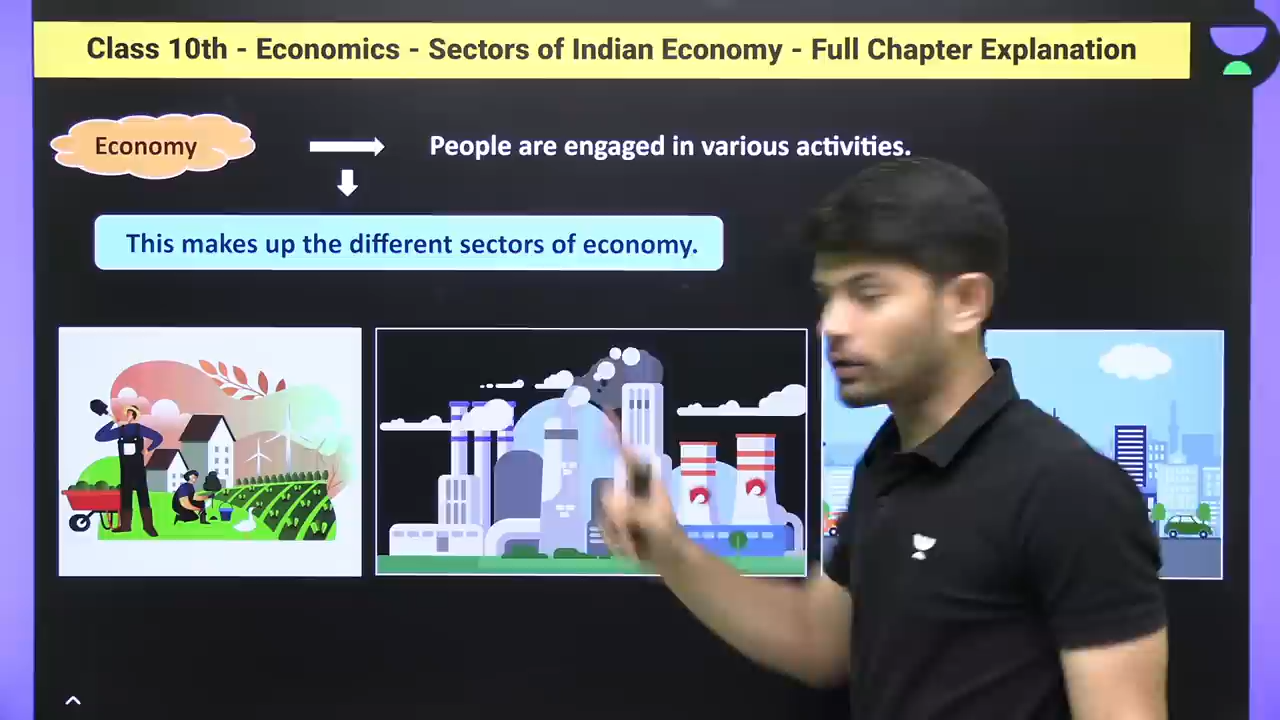 Class 10th - Economics - Sectors of Indian Economy - Full Chapter Explanation
Economy
People are engaged in various activities.
This makes up the different sectors of economy.